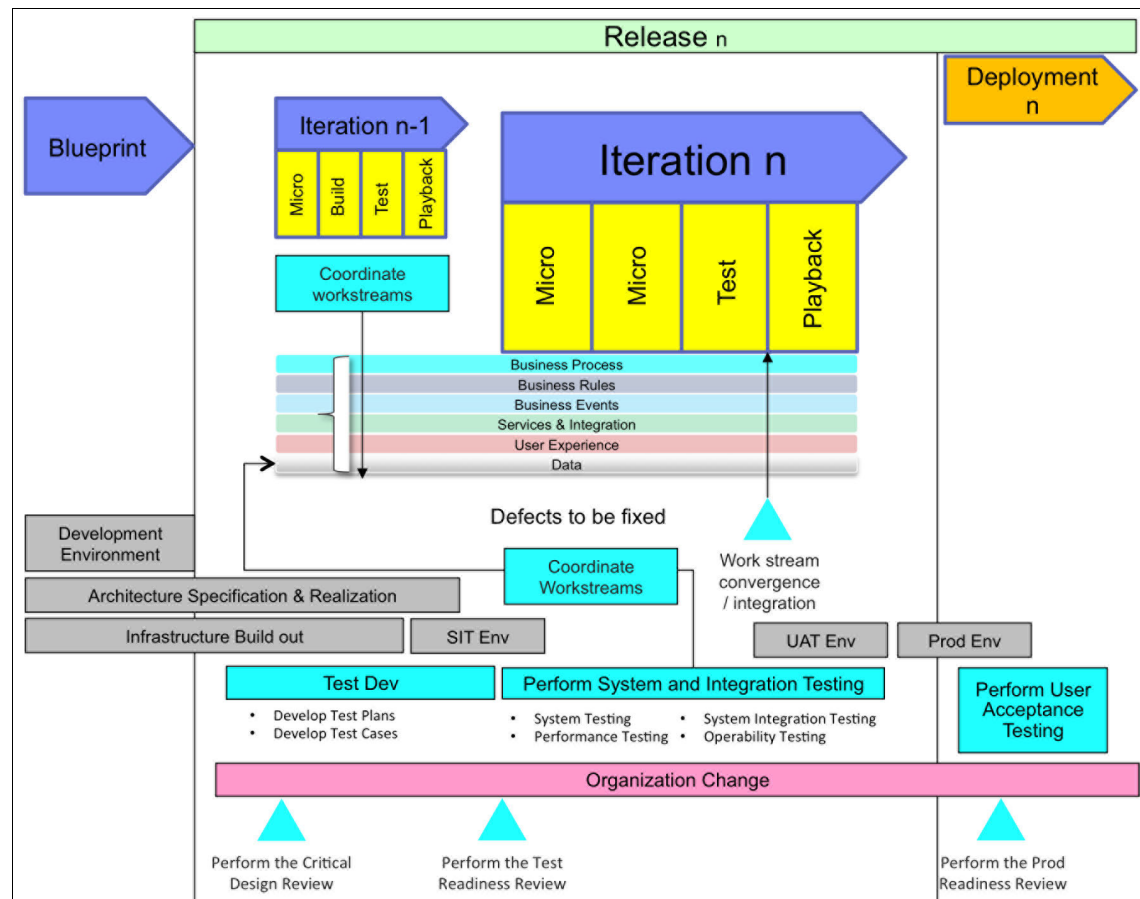 Release n
Deployment
n
Blueprint
Iteration n-1
Micro
Build
Test
Playback
Iteration n
Micro
Micro
Test
Playback
Coordinate
workstreams
Business Process
Business Rules
Business Events
Services & Integration
User Experience
Data
Defects to be fixed
Development
Environment
Coordinate
Workstreams
Work stream
convergence
/ integration
Architecture Specification & Realization
Infrastructure Build out
SIT Env
UAT Env
Prod Env
Test Dev
• Develop Test Plans
• Develop Test Cases
Perform System and Integration Testing
• System Testing
• Performance Testing
• System Integration Testing
• Operability Testing
Perform User
Acceptance
Testing
Organization Change
Perform the Critical
Design Review
Perform the Test
Readiness Review
Perform the Prod
Readiness Review